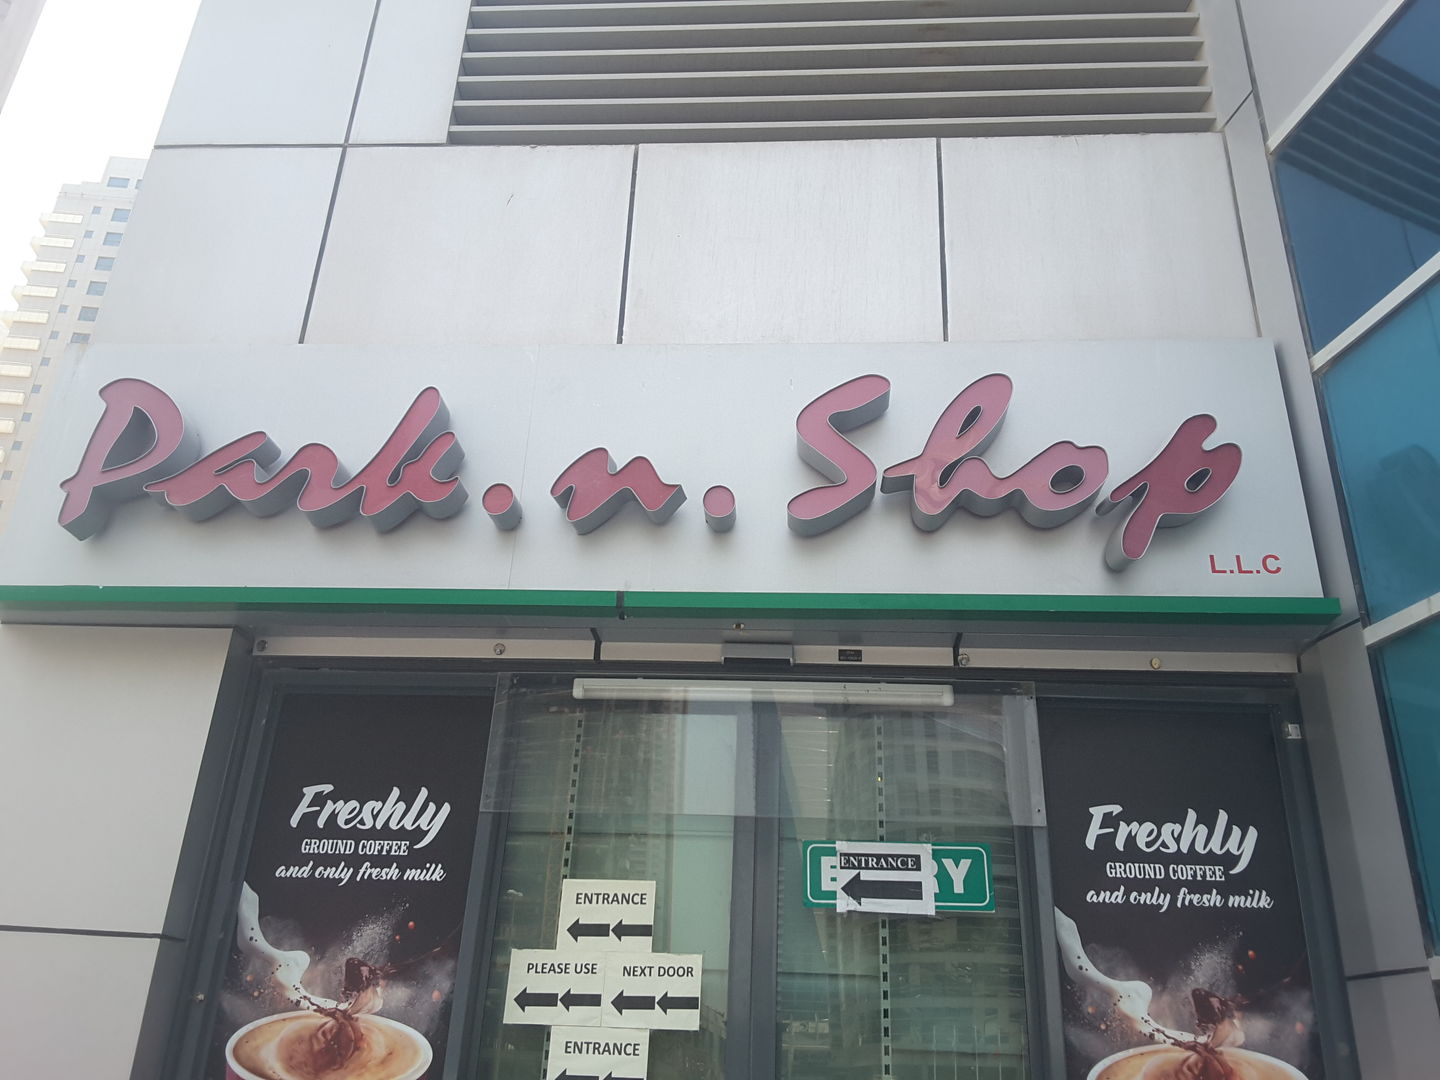 Park.n.Shop
L.L.C
Freshly
GROUND COFFEE
and only fresh milk
ENTRANCE
PLEASE USE
NEXT DOOR
ENTRANCE
ENTRANCE
Freshly
GROUND COFFEE
and only fresh milk